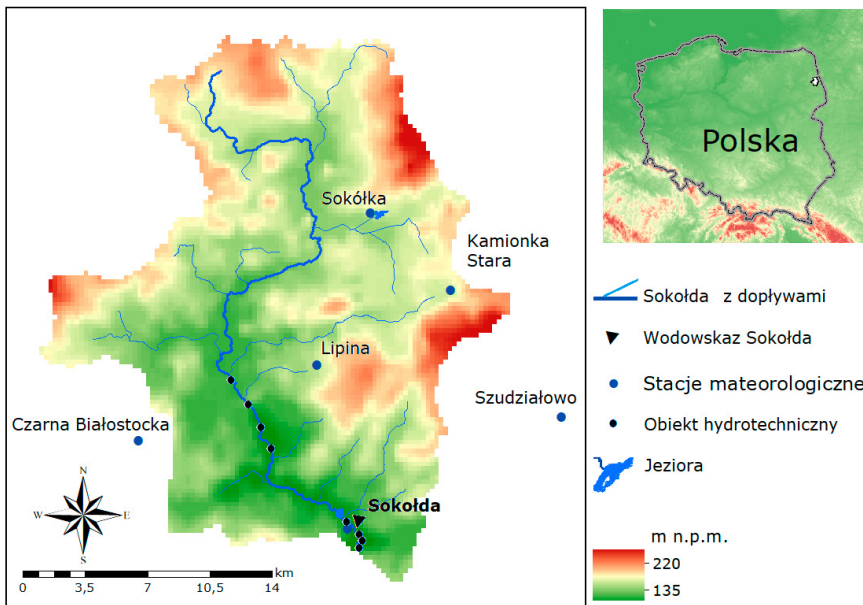 Polska
Sokółka
Kamionka
Stara
Lipina
Szudziałowo
Czarna Białostocka
Sokołda
N
W
E
S
km
0
3,5
7
10,5
14
Sokołda z dopływami
Wodowskaz Sokołda
Stacje meteorologiczne
Obiekt hydrotechniczny
Jeziora
m n.p.m.
220
135